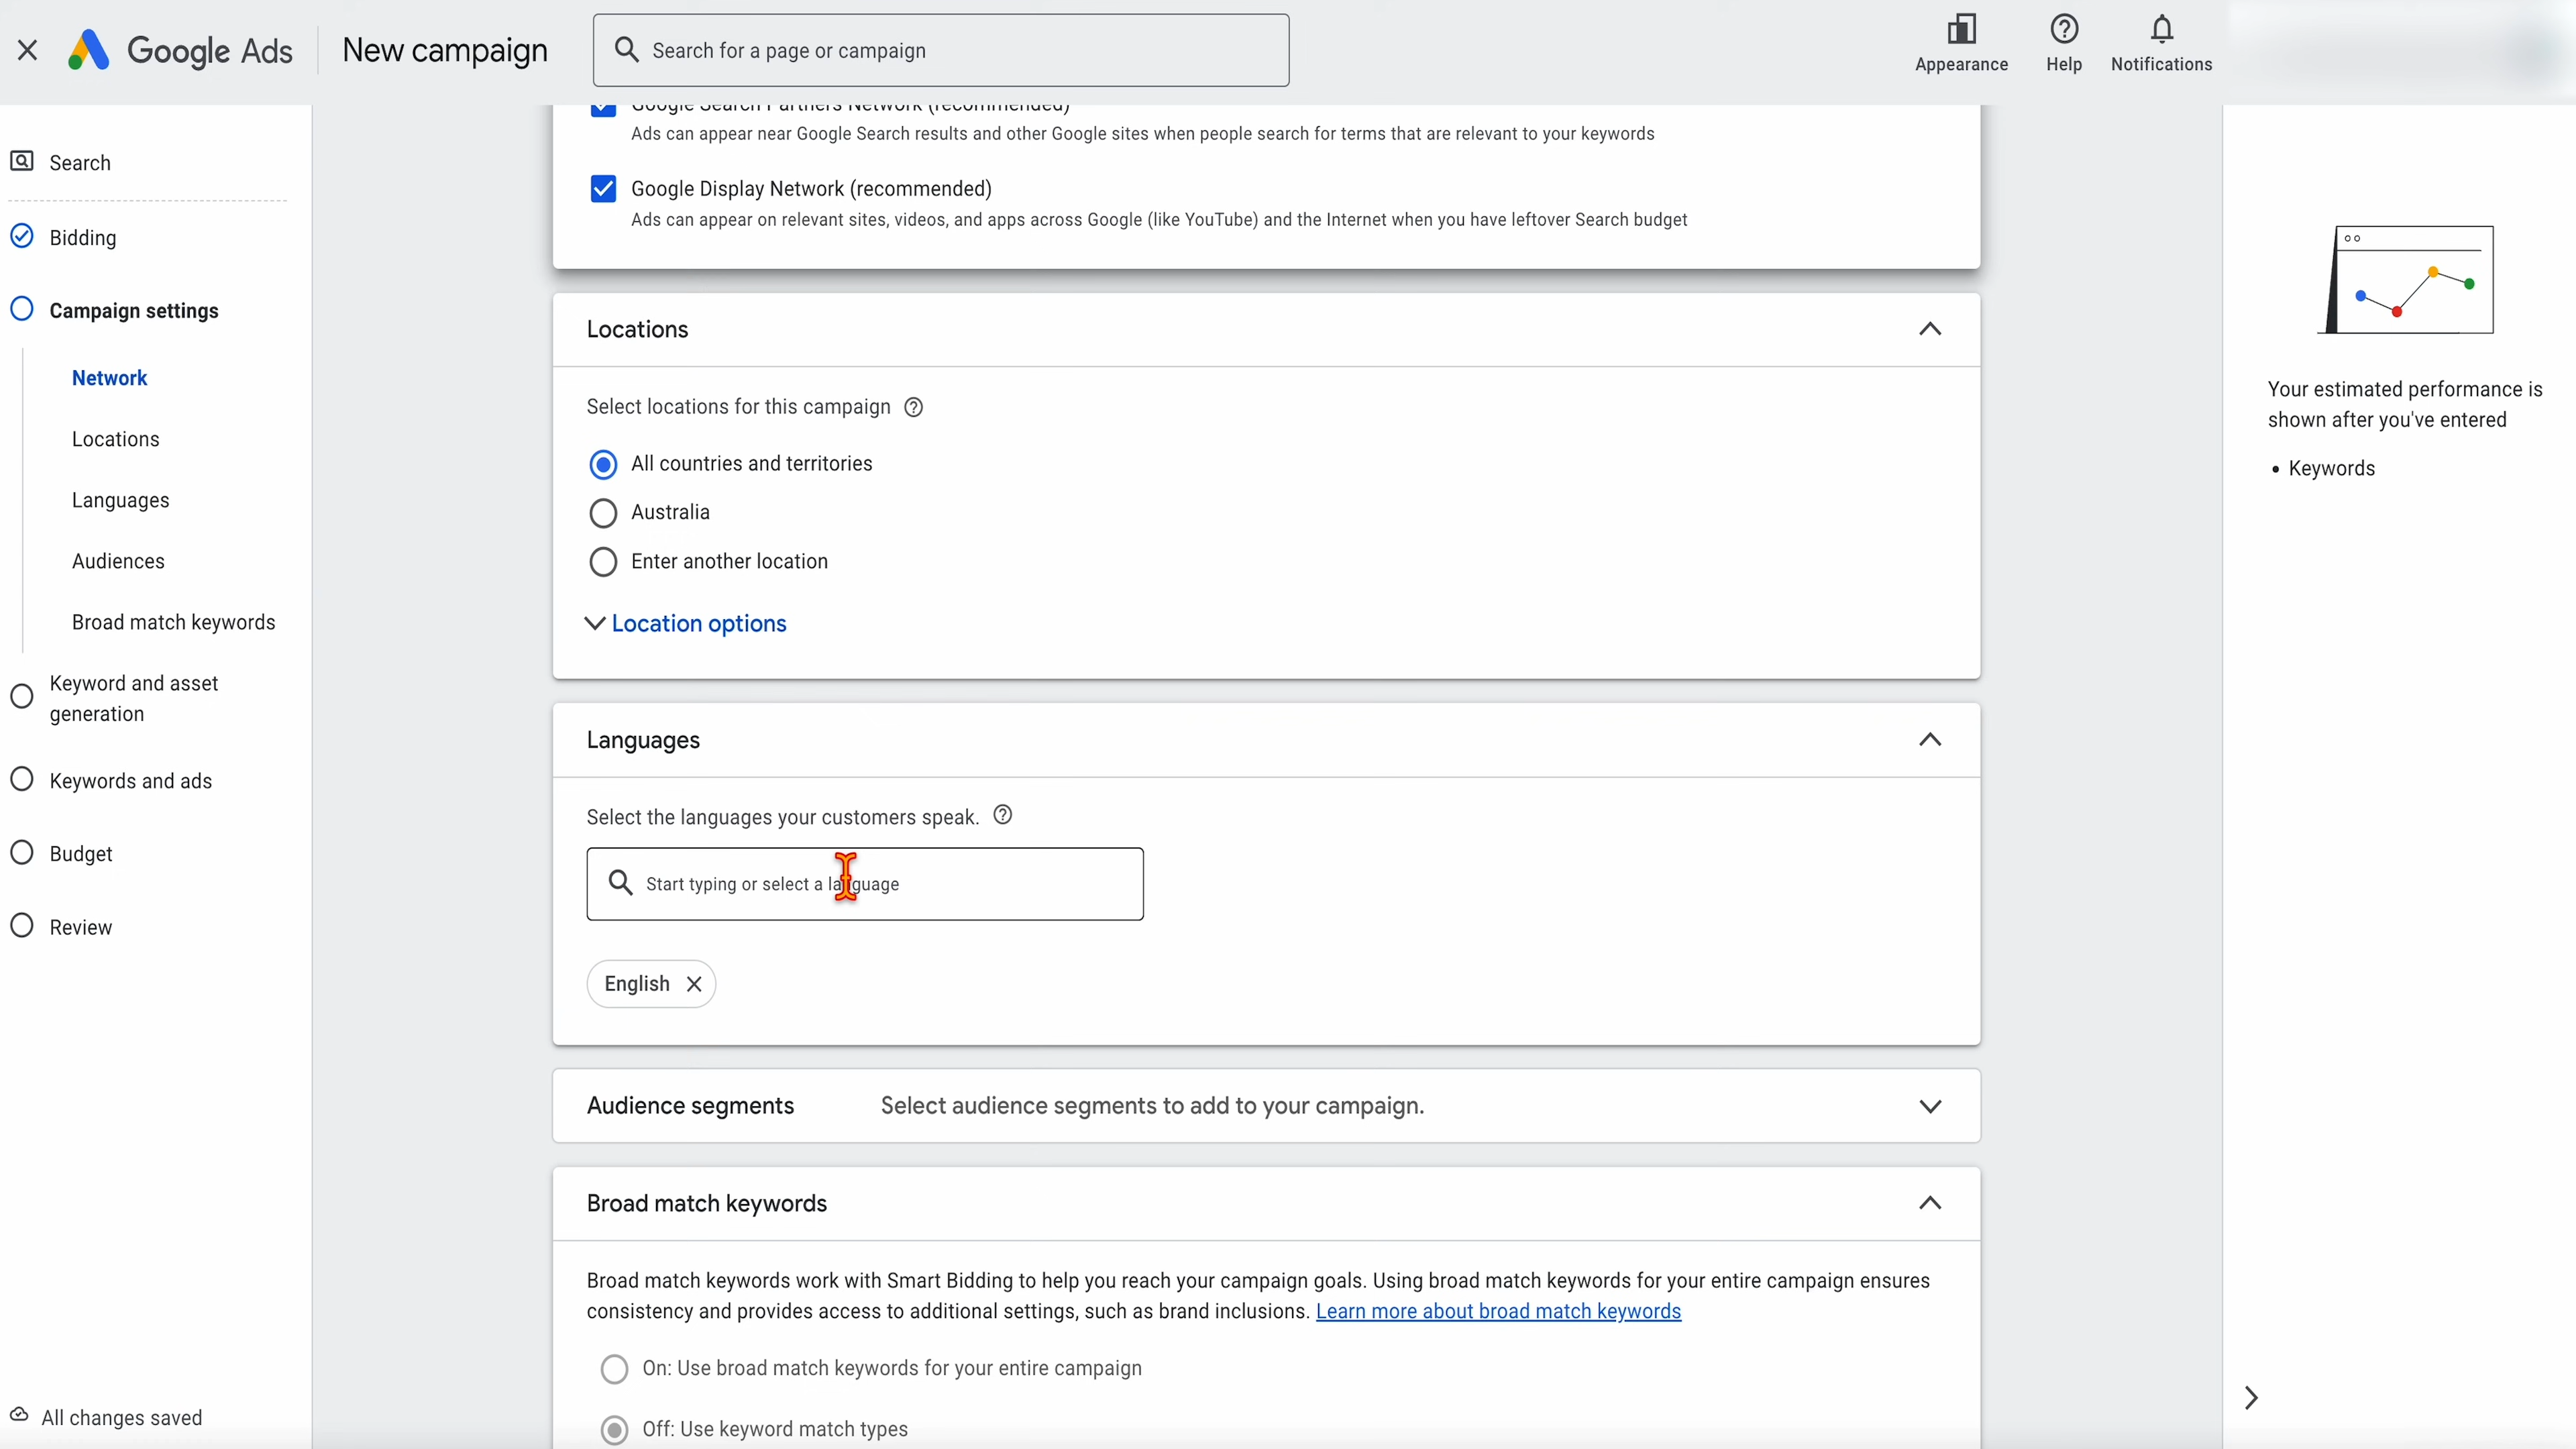 Google Ads
New campaign
Search for a page or campaign
Appearance
Help
Notifications
Search
Bidding
Campaign settings
Network
Locations
Languages
Audiences
Broad match keywords
Keyword and asset
generation
Keywords and ads
Budget
Review
All changes saved
Google Search Partners Network (recommended)
Ads can appear near Google Search results and other Google sites when people search for terms that are relevant to your keywords
Google Display Network (recommended)
Ads can appear on relevant sites, videos, and apps across Google (like YouTube) and the Internet when you have leftover Search budget
Locations
Select locations for this campaign
All countries and territories
Australia
Enter another location
Location options
Languages
Select the languages your customers speak.
Start typing or select a language
English
Audience segments
Select audience segments to add to your campaign.
Broad match keywords
Broad match keywords work with Smart Bidding to help you reach your campaign goals. Using broad match keywords for your entire campaign ensures
consistency and provides access to additional settings, such as brand inclusions. Learn more about broad match keywords
On: Use broad match keywords for your entire campaign
Off: Use keyword match types
Your estimated performance is
shown after you've entered
• Keywords